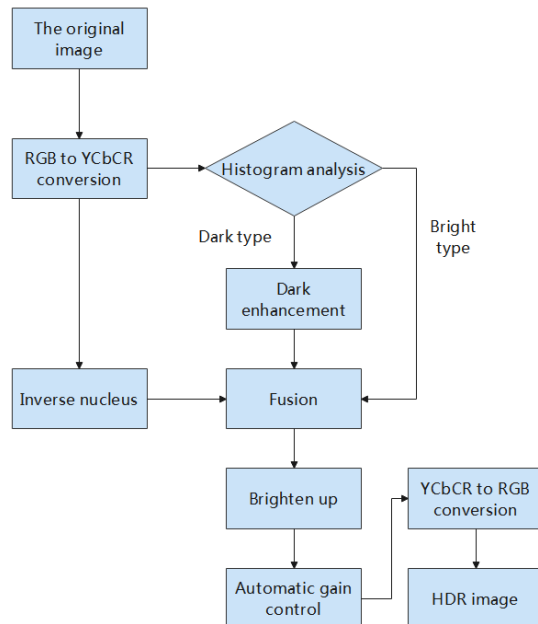 The original
image
RGB to YCbCR
conversion
Histogram analysis
Dark type
Bright
type
Dark
enhancement
Inverse nucleus
Fusion
Brighten up
YCbCR to RGB
conversion
Automatic gain
control
HDR image